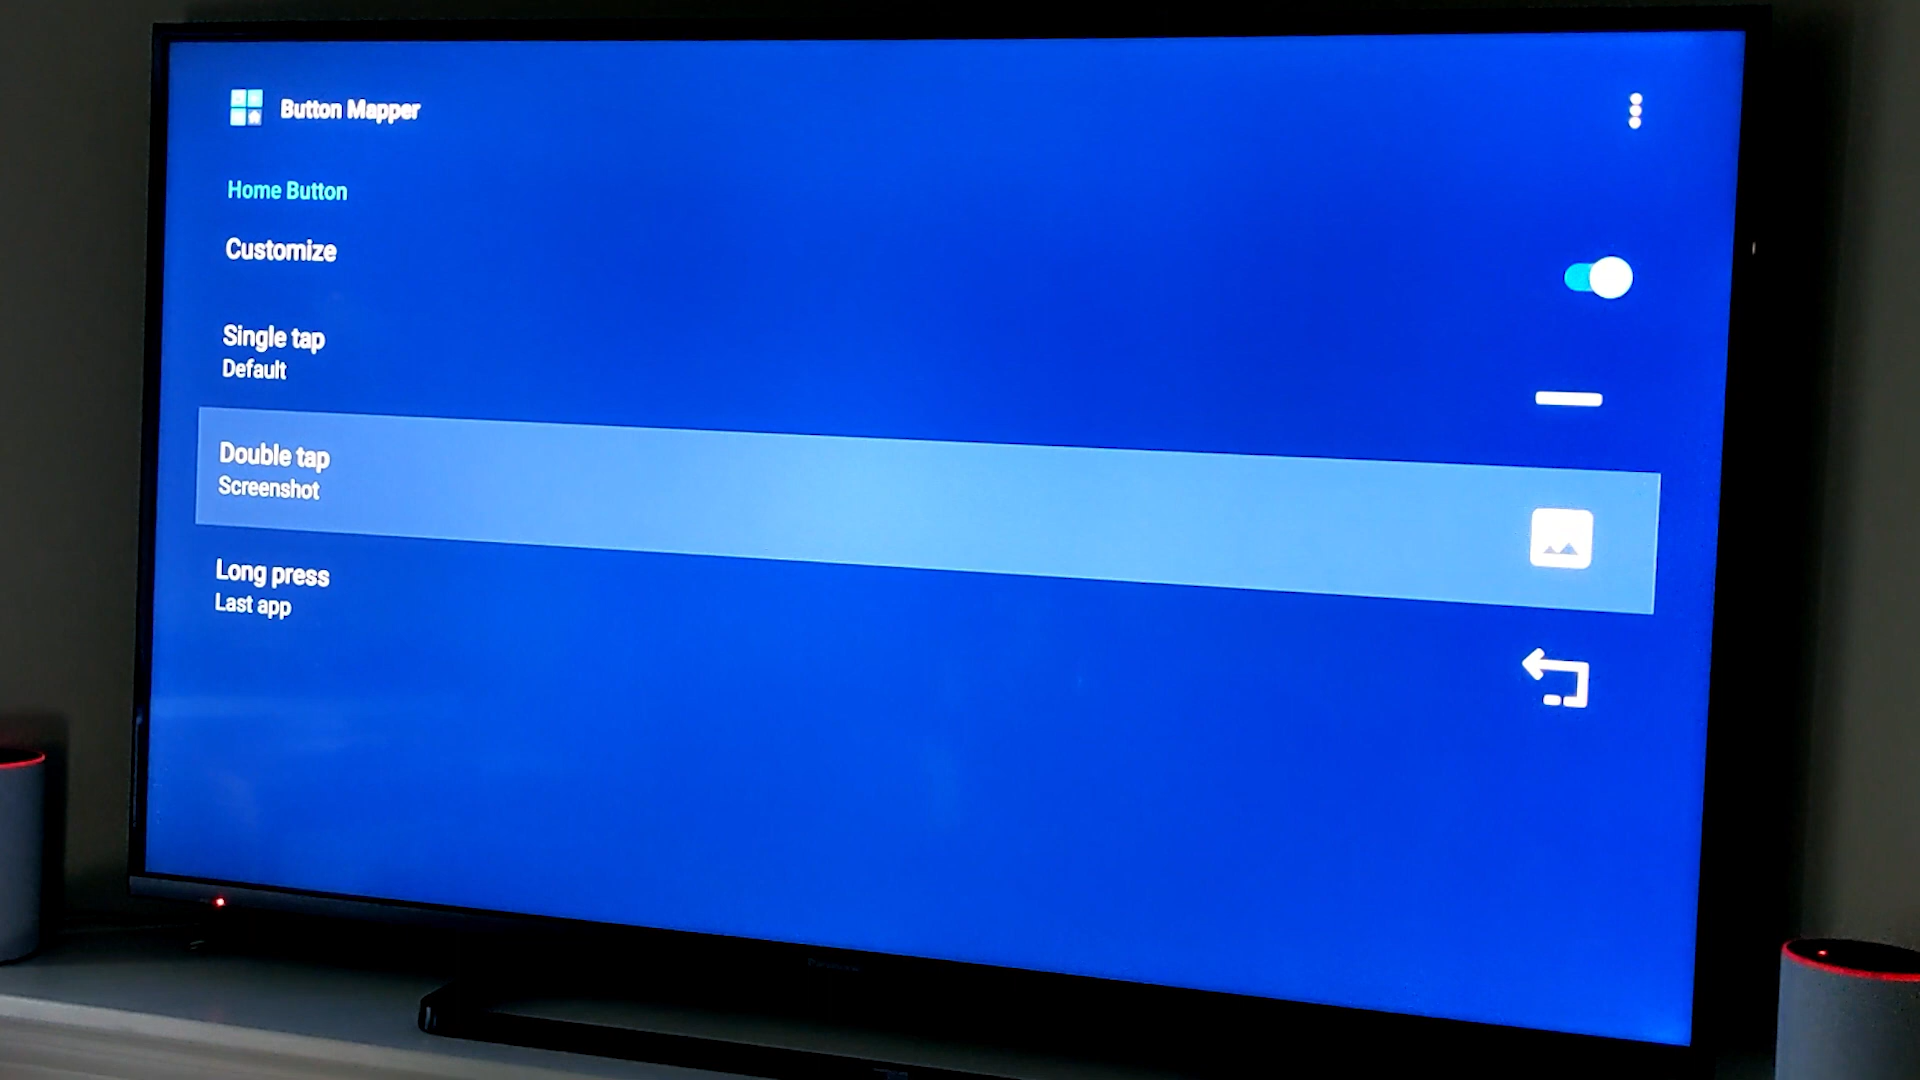 Button Mapper
Home Button
Customize
Single tap
Default
Double tap
Screenshot
Long press
Last app